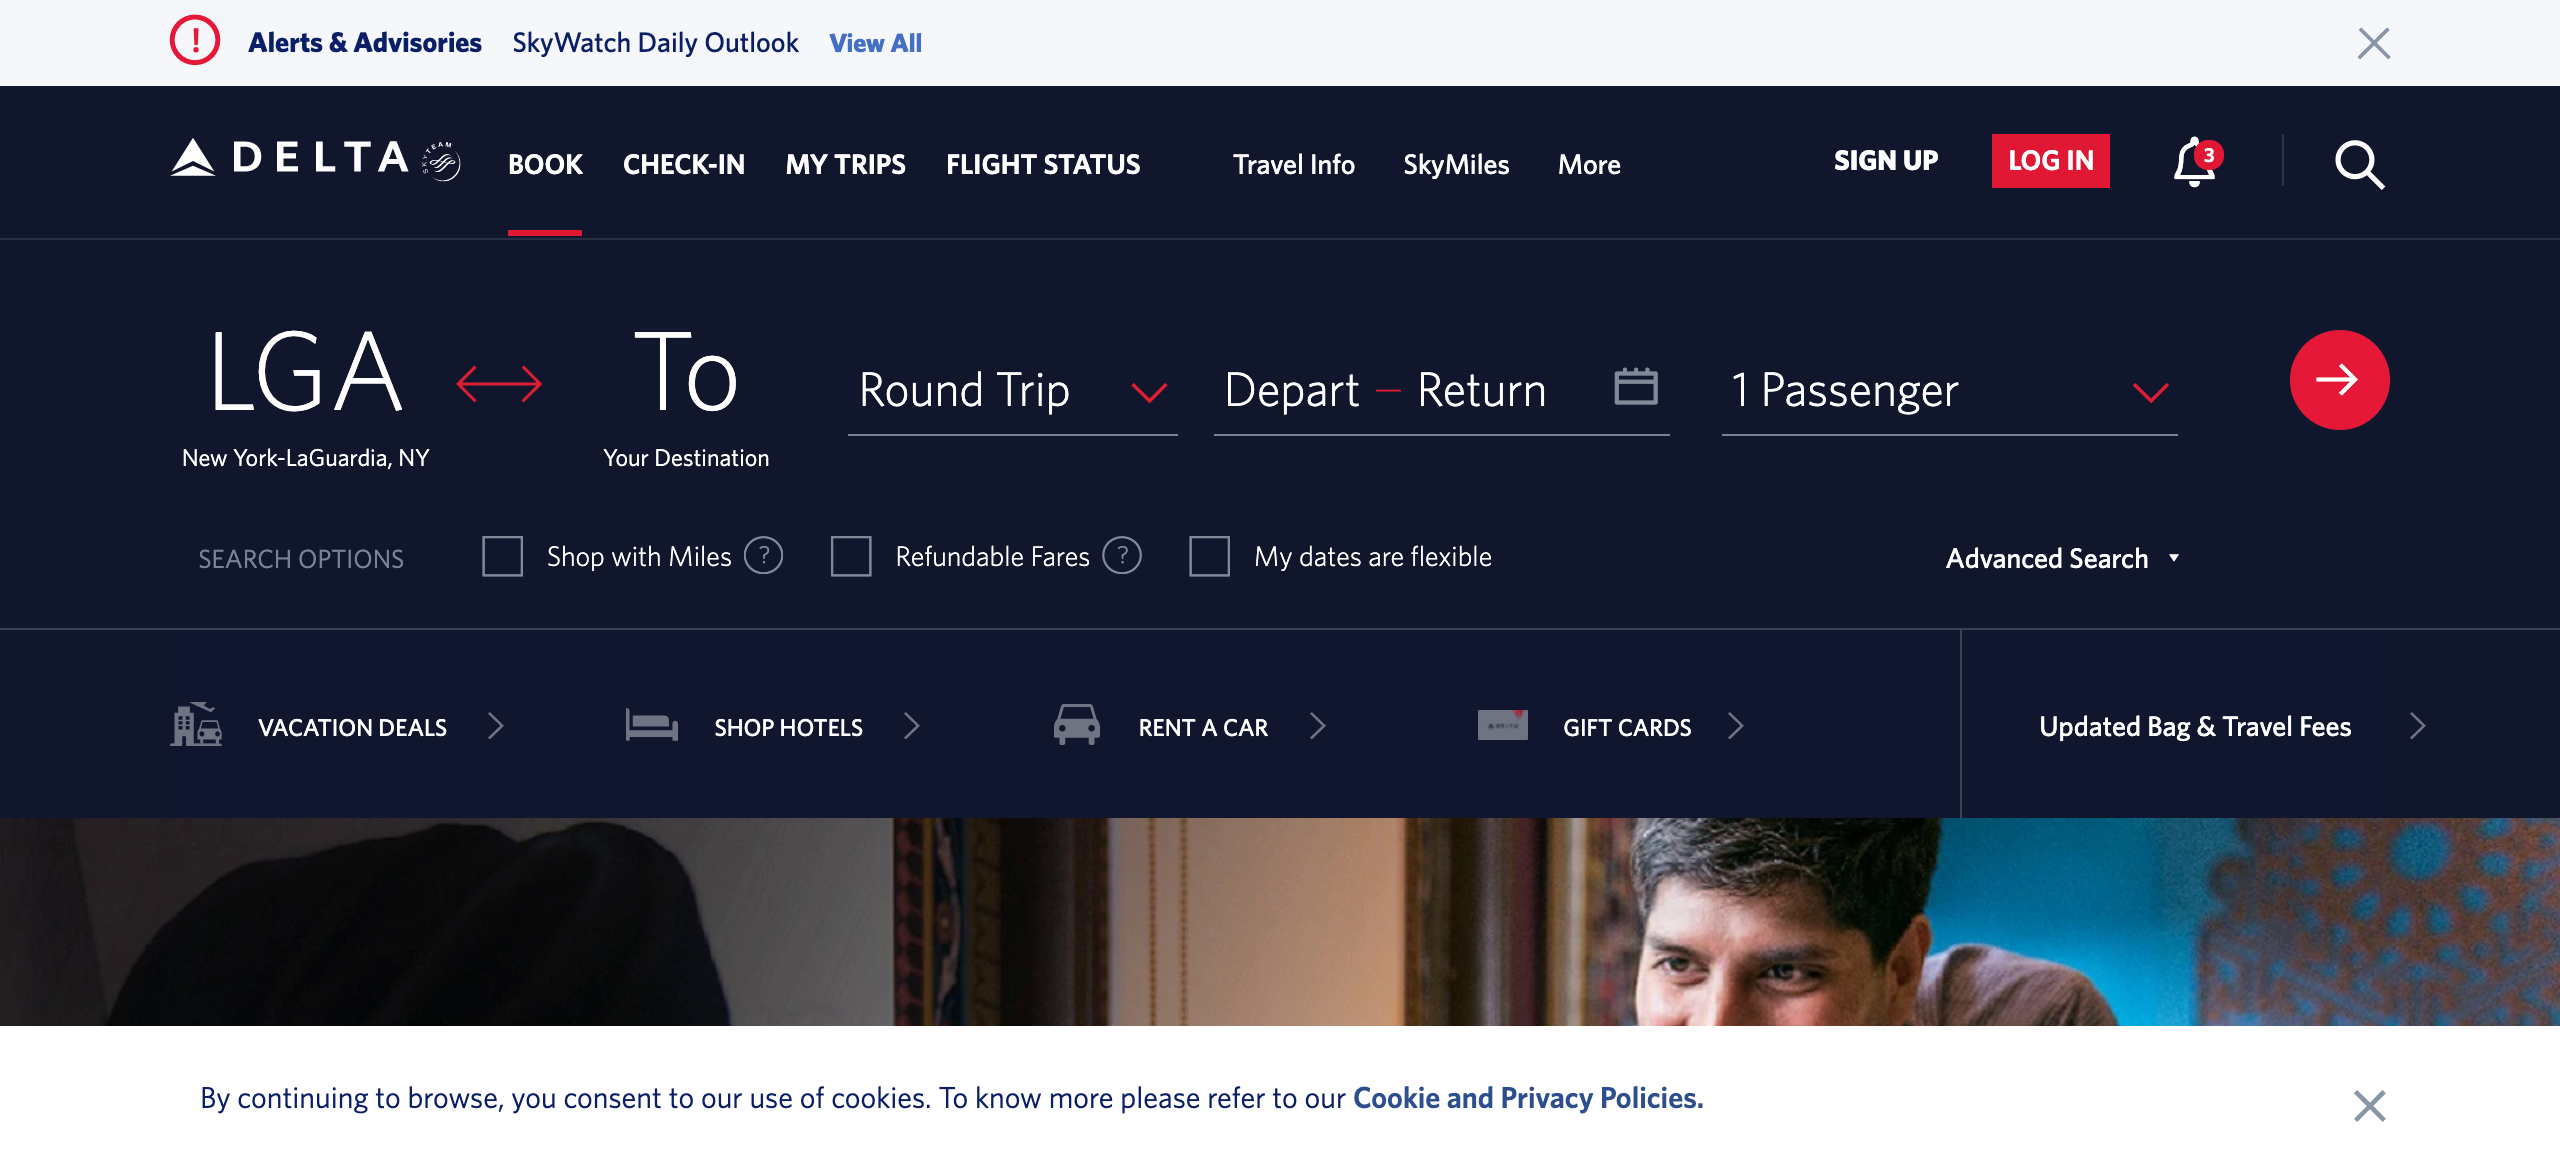 ! Alerts & Advisories SkyWatch Daily Outlook View All
DELTA SKYTEAM BOOK CHECK-IN MY TRIPS FLIGHT STATUS Travel Info SkyMiles More SIGN UP LOG IN 3
LGA To Round Trip Depart – Return 1 Passenger
New York-LaGuardia, NY Your Destination
SEARCH OPTIONS Shop with Miles ? Refundable Fares ? My dates are flexible Advanced Search
VACATION DEALS SHOP HOTELS RENT A CAR GIFT CARDS Updated Bag & Travel Fees
By continuing to browse, you consent to our use of cookies. To know more please refer to our Cookie and Privacy Policies.